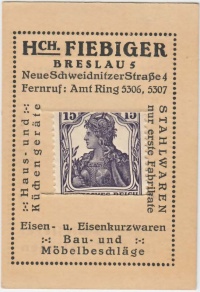 HCH. FIEBIGER
BRESLAU 5
Neue Schweidnitzer Straße 4
Fernruf: Amt Ring 5306, 5307
Haus- und
Küchengeräte
15 15
REICH
STAHLWAREN
nur erste Fabrikate
Eisen- u. Eisenkurzwaren
Bau- und
Möbelbeschläge